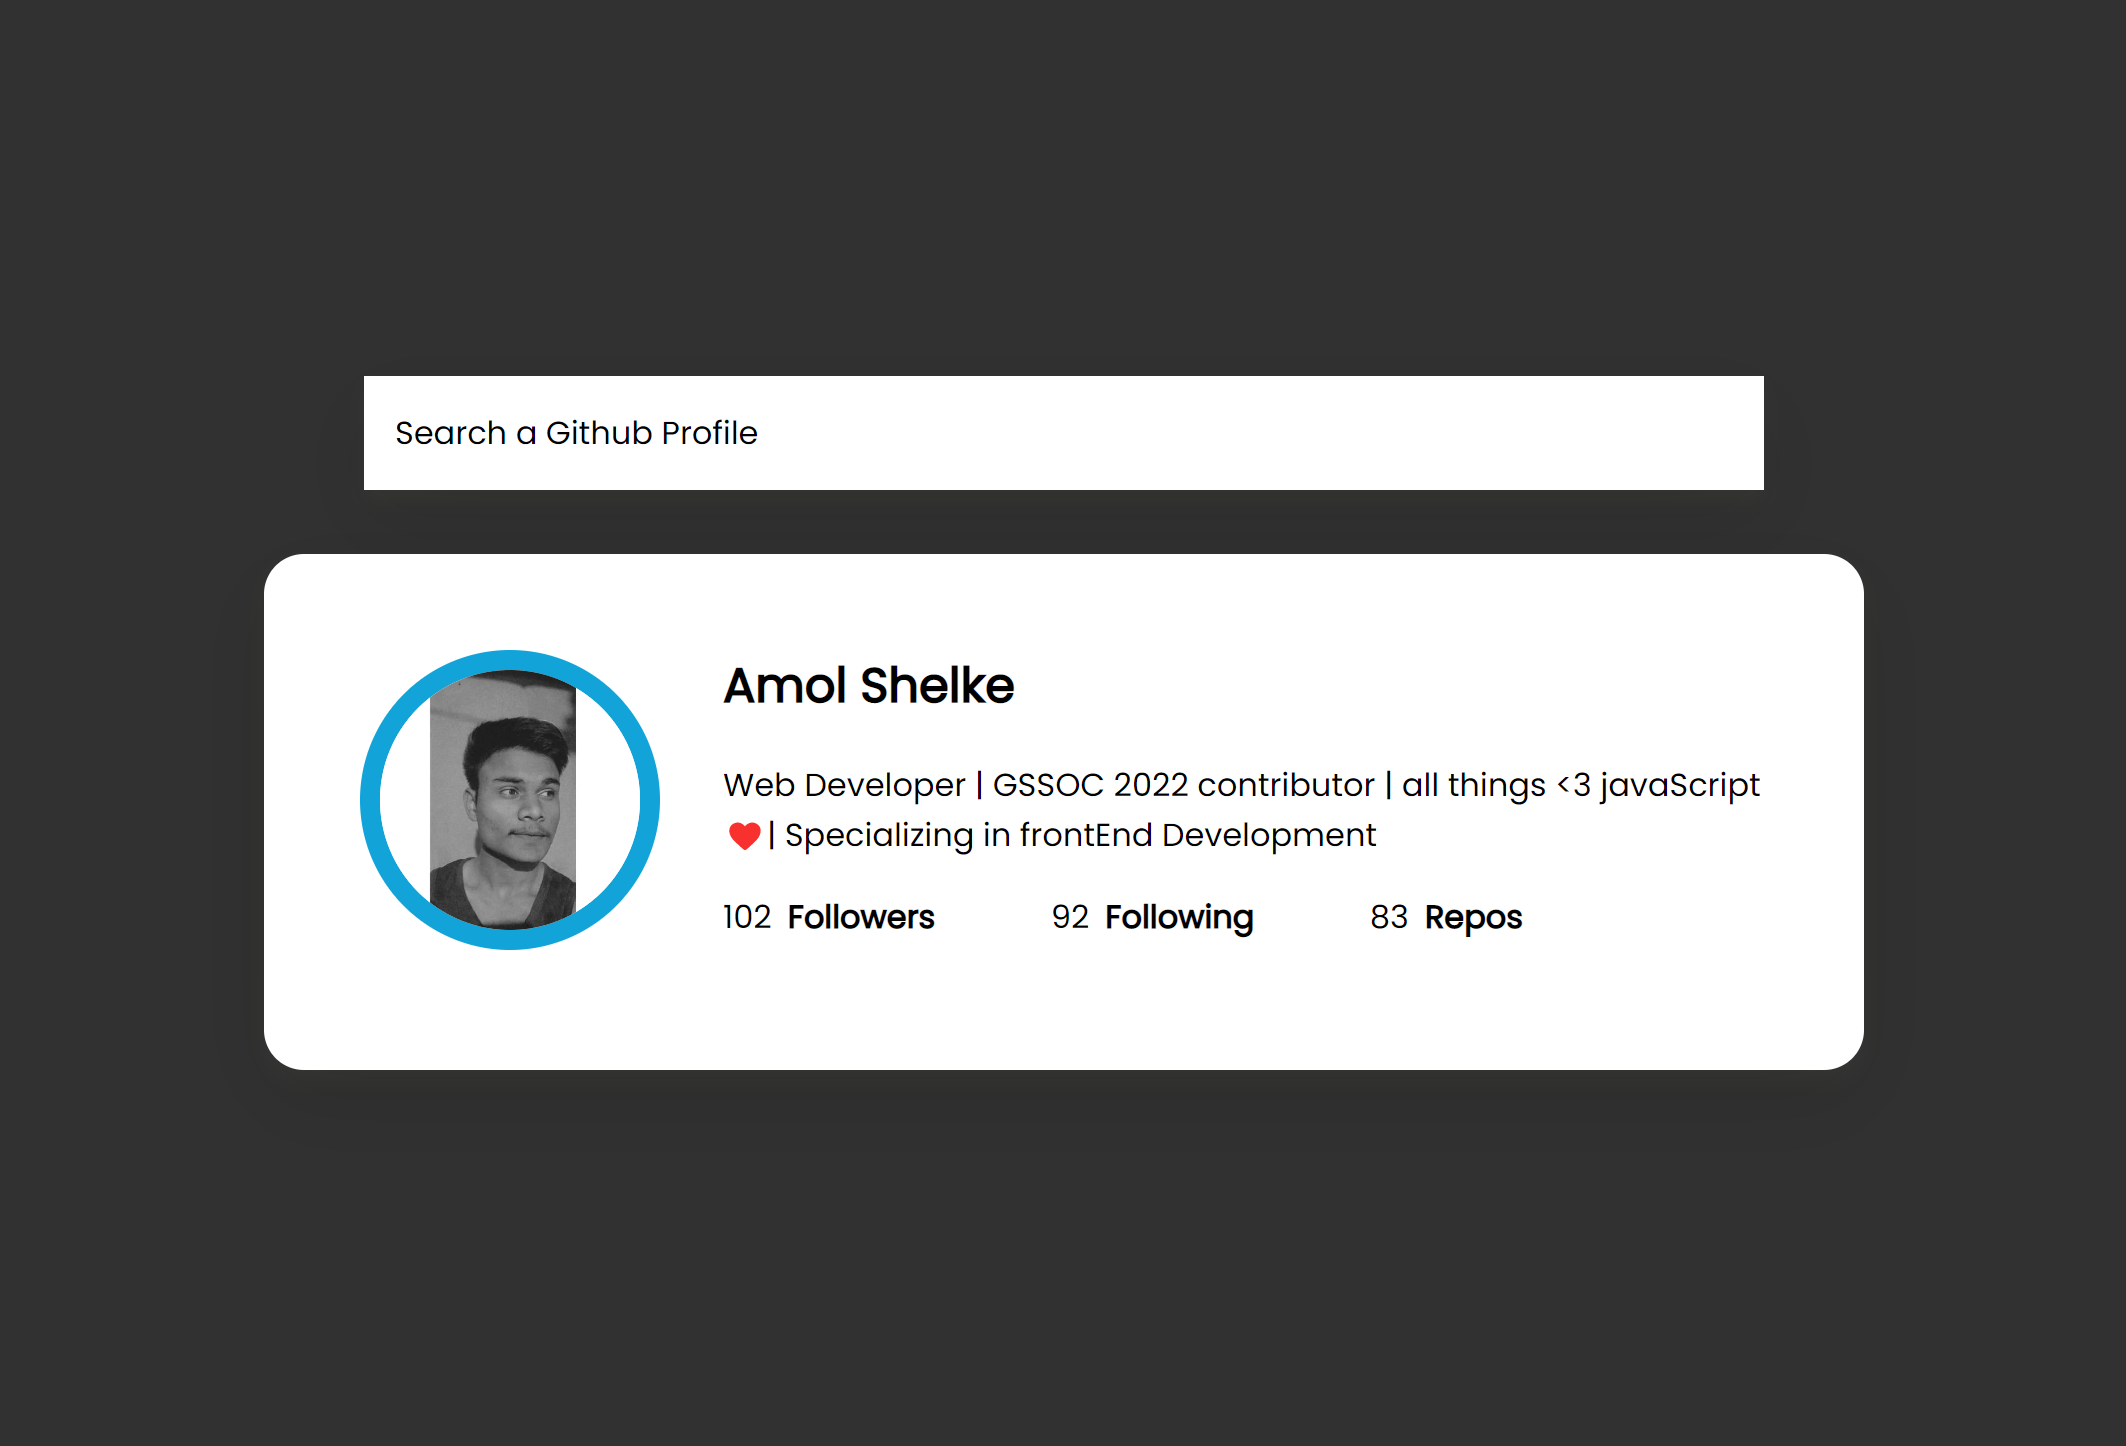 Search a Github Profile
Amol Shelke
Web Developer | GSSOC 2022 contributor | all things <3 javaScript
❤️| Specializing in frontEnd Development
102 Followers 92 Following 83 Repos